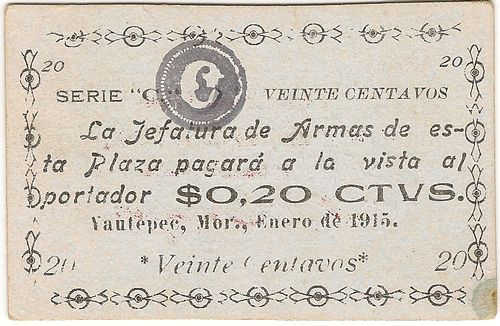 20 20
SERIE "C" VEINTE CENTAVOS
La Jefatura de Armas de es-
ta Plaza pagará a la vista al
portador $0,20 CTVS.
Yautepec, Mor., Enero de 1915.
20 *Veinte Centavos* 20